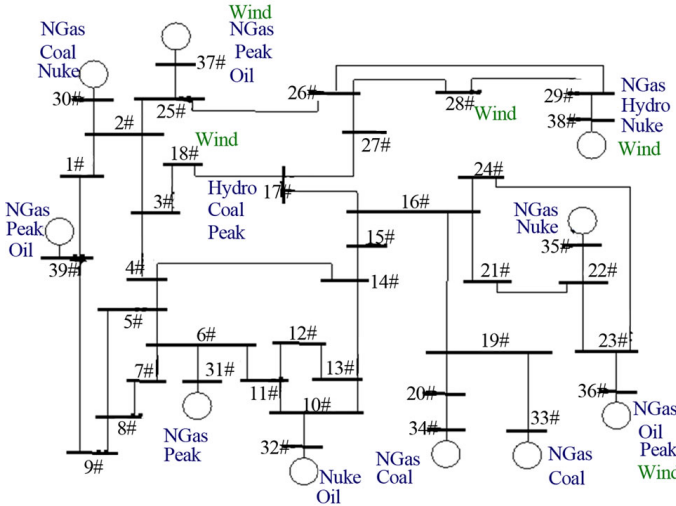 Wind
NGas
Coal
Nuke
NGas
Peak
Oil
37#
30#
25#
26#
28#
Wind
29#
NGas
Hydro
Nuke
Wind
38#
2#
Wind
18#
27#
1#
17#
Hydro
Coal
Peak
24#
3#
16#
NGas
Nuke
NGas
Peak
Oil
39#
15#
35#
4#
14#
21#
22#
5#
6#
12#
19#
23#
7#
31#
11#
13#
20#
36#
8#
10#
34#
33#
NGas
Oil
Peak
Wind
9#
NGas
Peak
32#
Nuke
Oil
NGas
Coal
NGas
Coal